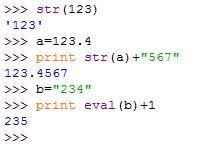 >>> str(123)
'123'
>>> a=123.4
>>> print str(a)+"567"
123.4567
>>> b="234"
>>> print eval(b)+1
235
>>>